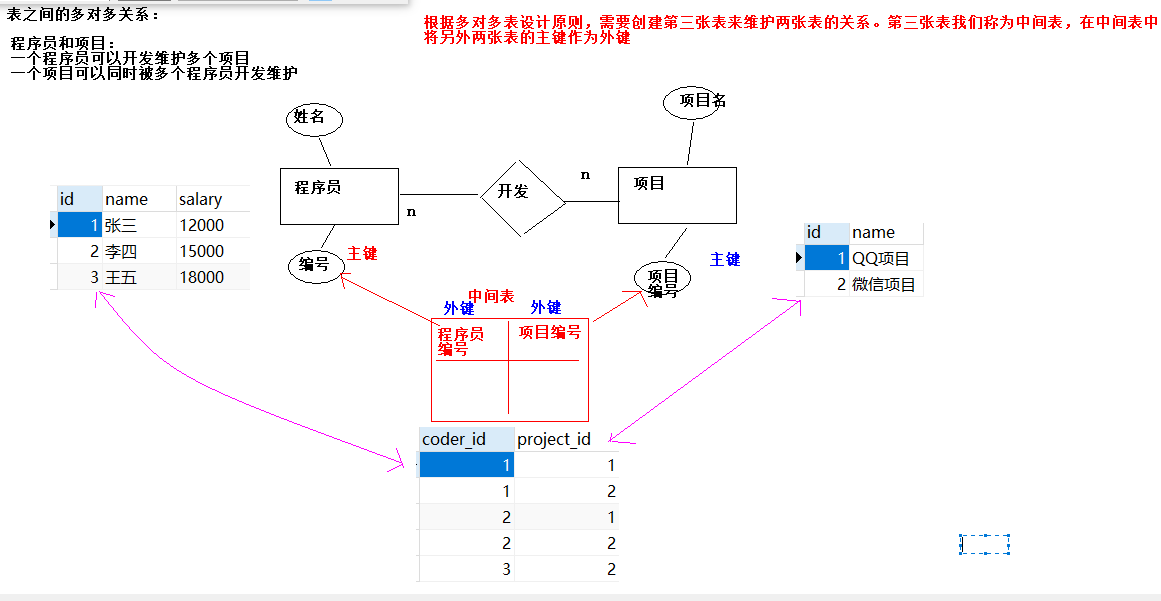 表之间的多对多关系：
程序员和项目：
一个程序员可以开发维护多个项目
一个项目可以同时被多个程序员开发维护
根据多对多表设计原则，需要创建第三张表来维护两张表的关系。第三张表我们称为中间表，在中间表中
将另外两张表的主键作为外键
姓名
项目名
程序员
n
开发
n
项目
编号
主键
项目
编号
主键
id name salary
1 张三 12000
2 李四 15000
3 王五 18000
id name
1 QQ项目
2 微信项目
中间表
外键
外键
程序员
编号
项目编号
coder_id project_id
1 1
1 2
2 1
2 2
3 2